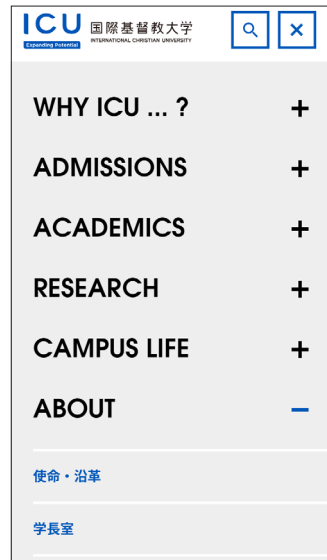 ICU
Expanding Potential
国際基督教大学
INTERNATIONAL CHRISTIAN UNIVERSITY
WHY ICU ... ?
ADMISSIONS
ACADEMICS
RESEARCH
CAMPUS LIFE
ABOUT
使命・沿革
学長室